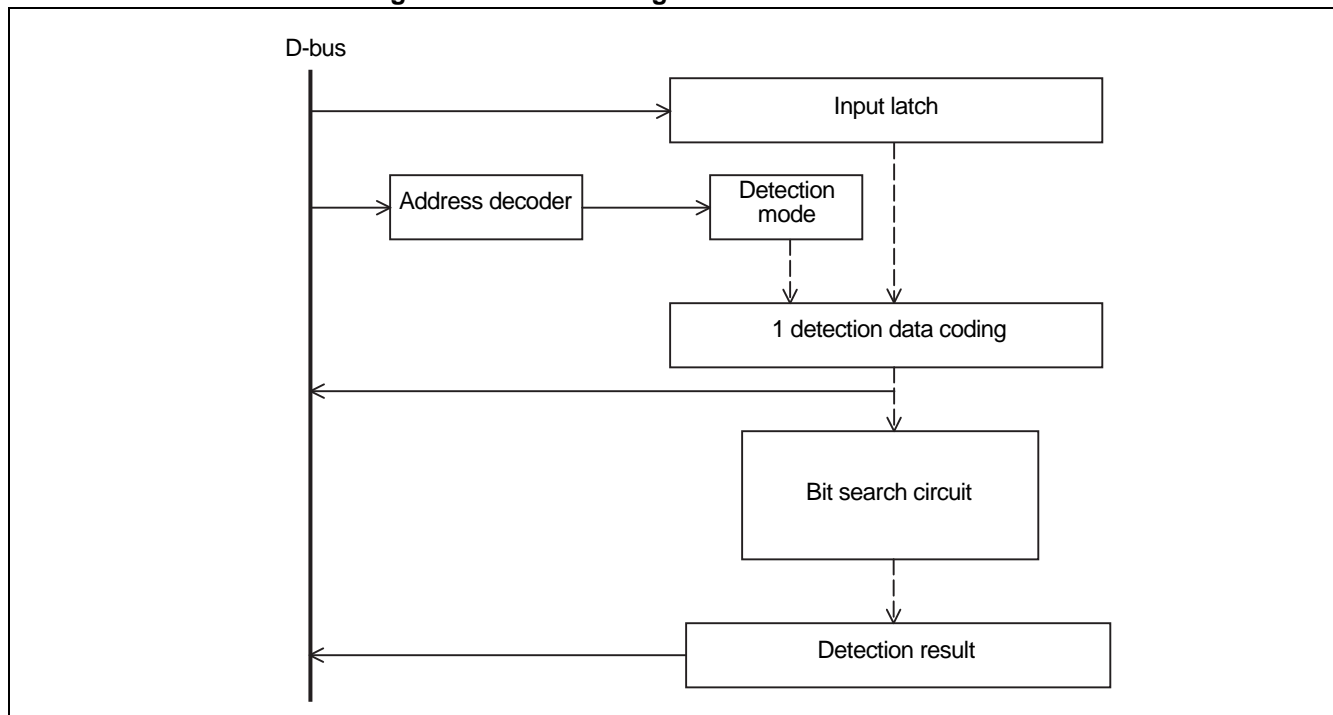 D-bus
Input latch
Address decoder
Detection
mode
1 detection data coding
Bit search circuit
Detection result